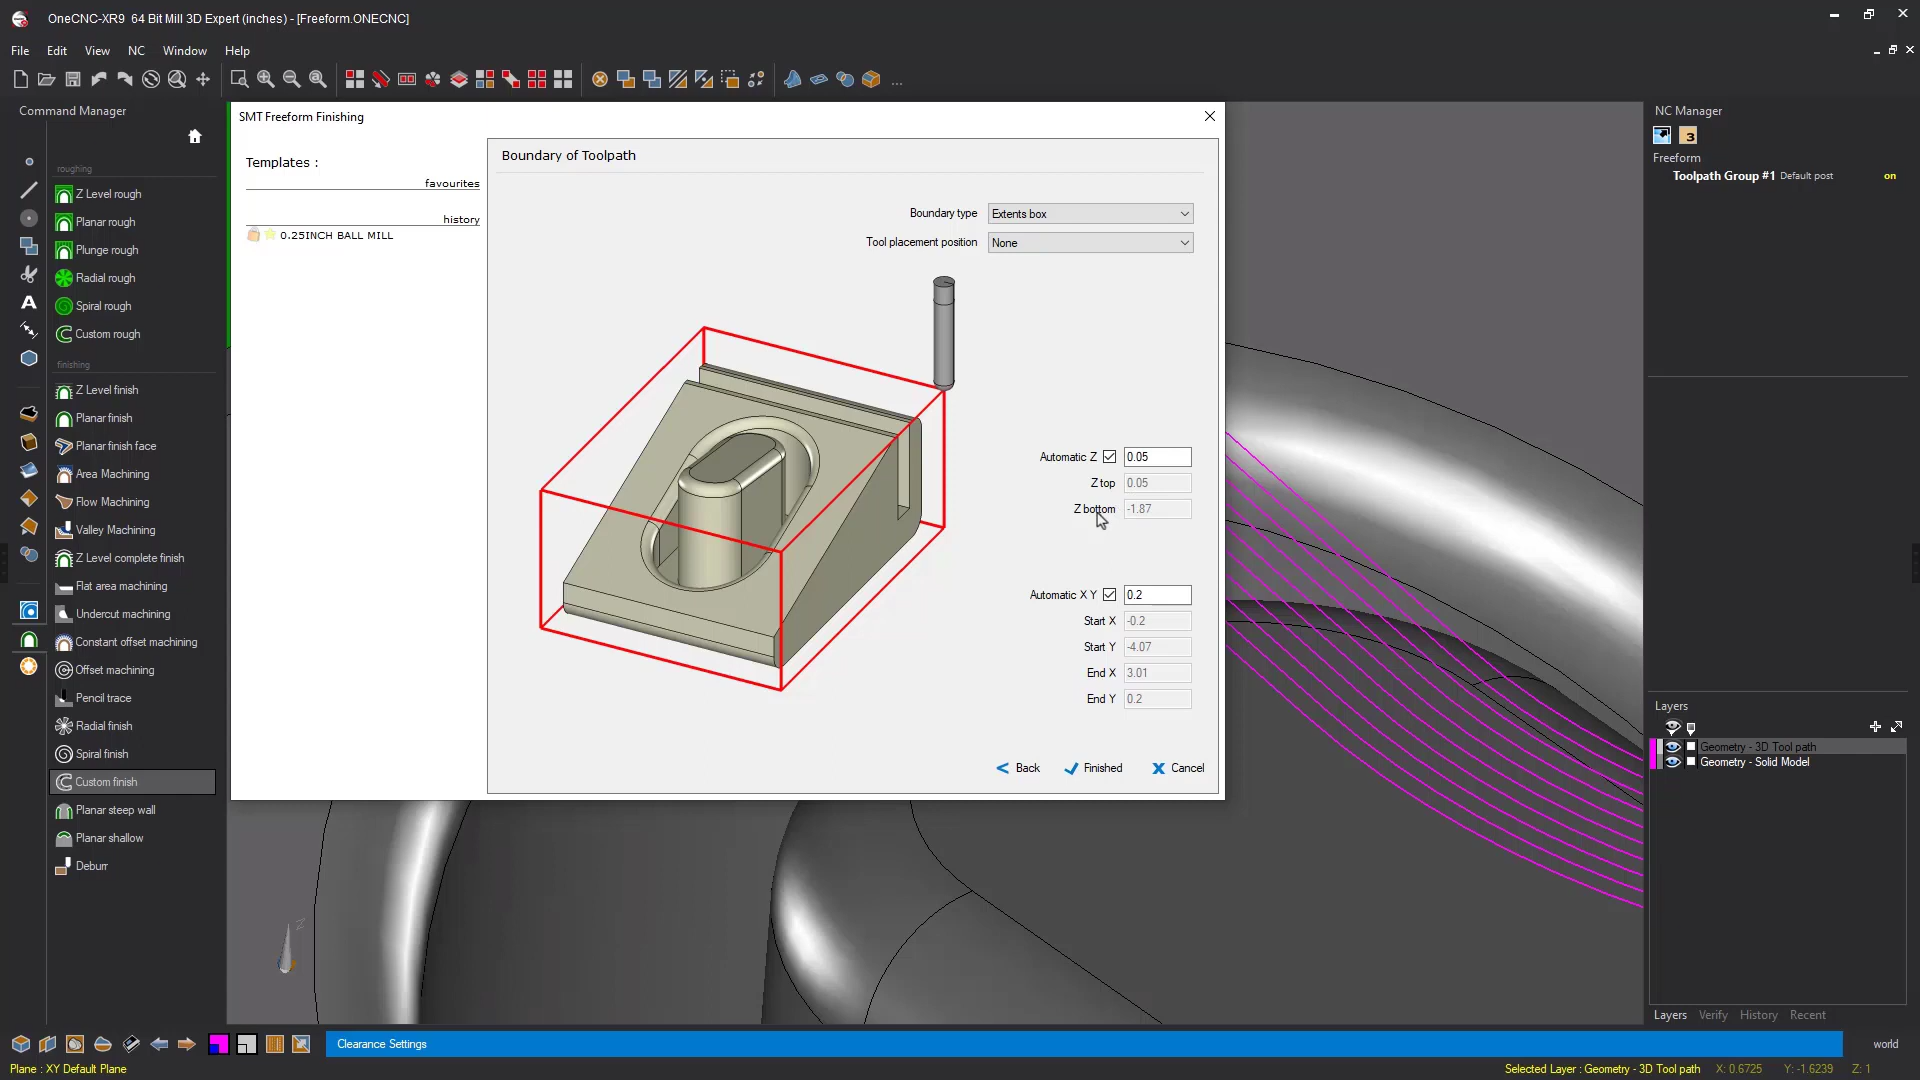 OneCNC-XR9 64 Bit Mill 3D Expert (inches) - [Freeform.ONECNC]
File Edit View NC Window Help
...
Command Manager
roughing
Z Level rough
Planar rough
Plunge rough
Radial rough
Spiral rough
Custom rough
finishing
Z Level finish
Planar finish
Planar finish face
Area Machining
Flow Machining
Valley Machining
Z Level complete finish
Flat area machining
Undercut machining
Constant offset machining
Offset machining
Pencil trace
Radial finish
Spiral finish
Custom finish
Planar steep wall
Planar shallow
Deburr
A
SMT Freeform Finishing
Templates :
favourites
history
0.25INCH BALL MILL
Boundary of Toolpath
Boundary type Extents box
Tool placement position None
Automatic Z 0.05
Z top 0.05
Z bottom -1.87
Automatic X Y 0.2
Start X -0.2
Start Y -4.07
End X 3.01
End Y 0.2
Back Finished Cancel
NC Manager
3
Freeform
Toolpath Group #1 Default post on
Layers
Geometry - 3D Tool path
Geometry - Solid Model
Layers Verify History Recent
Z
Clearance Settings
world
Plane : XY Default Plane
Selected Layer : Geometry - 3D Tool path X: 0.6725 Y: -1.6239 Z: 1